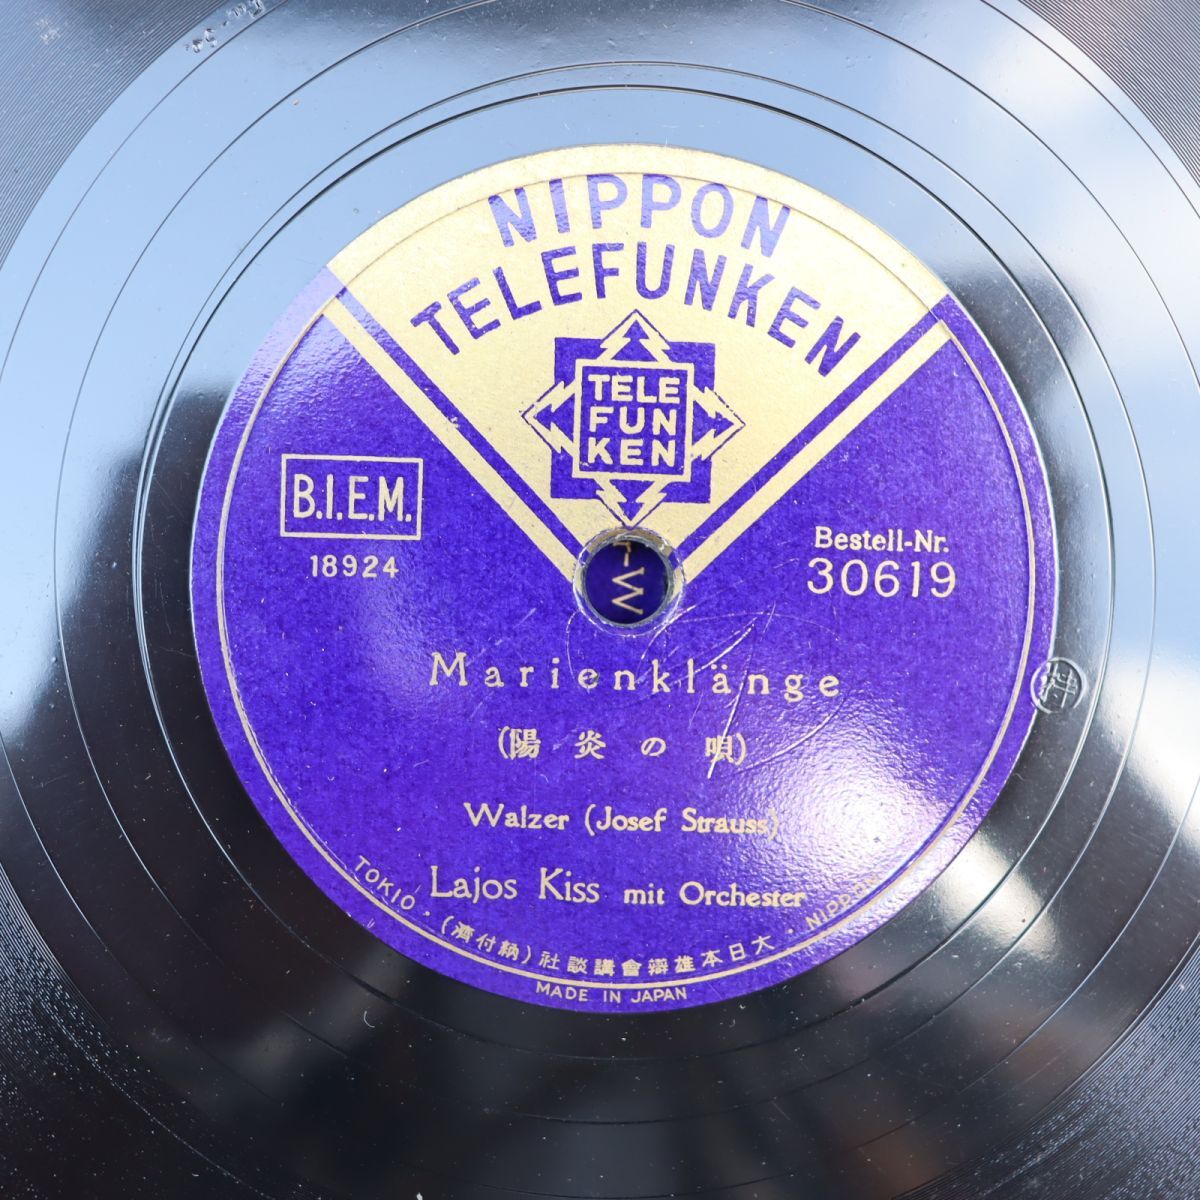 NIPPON
TELEFUNKEN
TELE
FUN
KEN
B.I.E.M.
18924
Bestell-Nr.
30619
Marienklänge
(陽炎の唄)
Walzer (Josef Strauss)
Lajos Kiss mit Orchester
TOKIO・(濟付納)社談講會辯雄本日大・NIPPON
MADE IN JAPAN